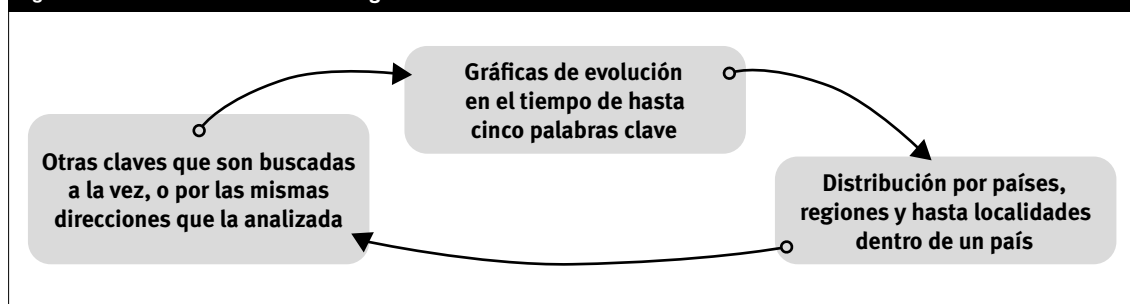 Gráficas de evolución
en el tiempo de hasta
cinco palabras clave
Otras claves que son buscadas
a la vez, o por las mismas
direcciones que la analizada
Distribución por países,
regiones y hasta localidades
dentro de un país